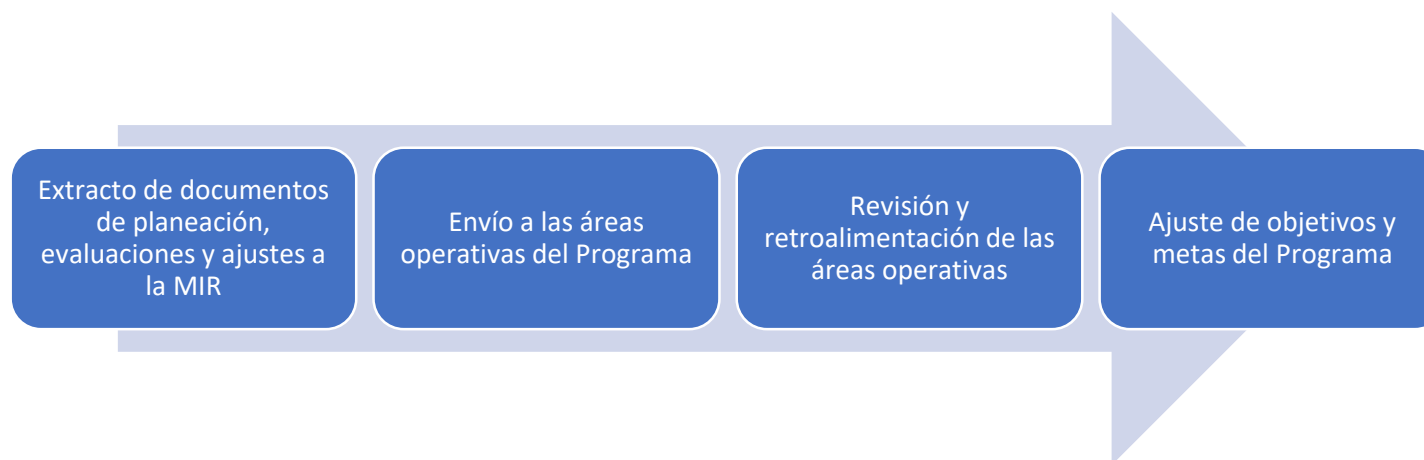 Extracto de documentos
de planeación,
evaluaciones y ajustes a
la MIR
Envío a las áreas
operativas del Programa
Revisión y
retroalimentación de las
áreas operativas
Ajuste de objetivos y
metas del Programa